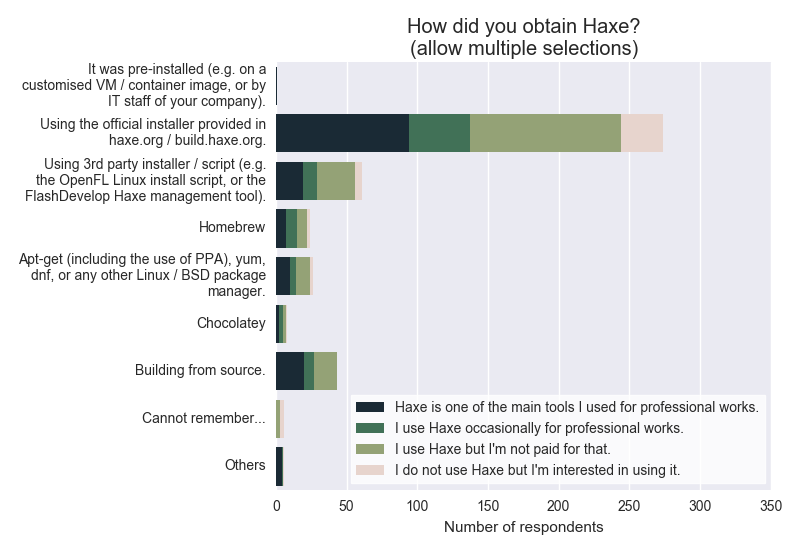 How did you obtain Haxe?
(allow multiple selections)
It was pre-installed (e.g. on a
customised VM / container image, or by
IT staff of your company).
Using the official installer provided in
haxe.org / build.haxe.org.
Using 3rd party installer / script (e.g.
the OpenFL Linux install script, or the
FlashDevelop Haxe management tool).
Homebrew
Apt-get (including the use of PPA), yum,
dnf, or any other Linux / BSD package
manager.
Chocolatey
Building from source.
Cannot remember...
Others
Haxe is one of the main tools I used for professional works.
I use Haxe occasionally for professional works.
I use Haxe but I'm not paid for that.
I do not use Haxe but I'm interested in using it.
0 50 100 150 200 250 300 350
Number of respondents